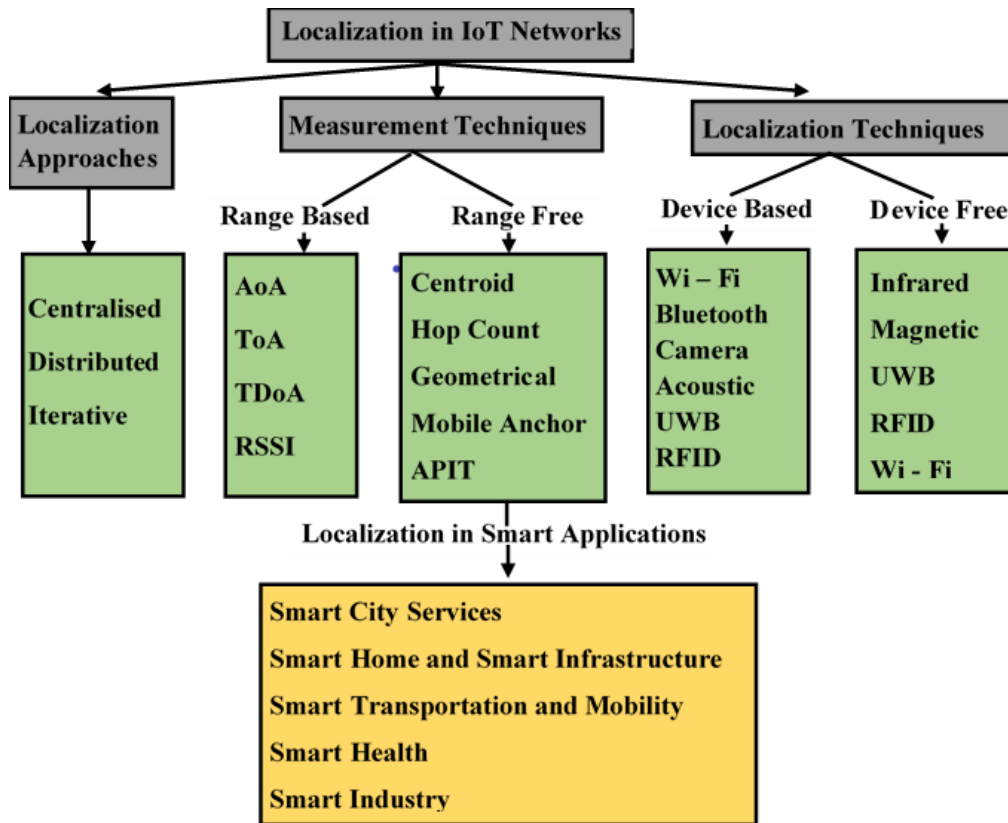 Localization in IoT Networks
Localization
Approaches
Measurement Techniques
Localization Techniques
Range Based
Range Free
Device Based
Device Free
Centralised
Distributed
Iterative
AoA
ToA
TDoA
RSSI
Centroid
Hop Count
Geometrical
Mobile Anchor
APIT
Wi – Fi
Bluetooth
Camera
Acoustic
UWB
RFID
Infrared
Magnetic
UWB
RFID
Wi - Fi
Localization in Smart Applications
Smart City Services
Smart Home and Smart Infrastructure
Smart Transportation and Mobility
Smart Health
Smart Industry